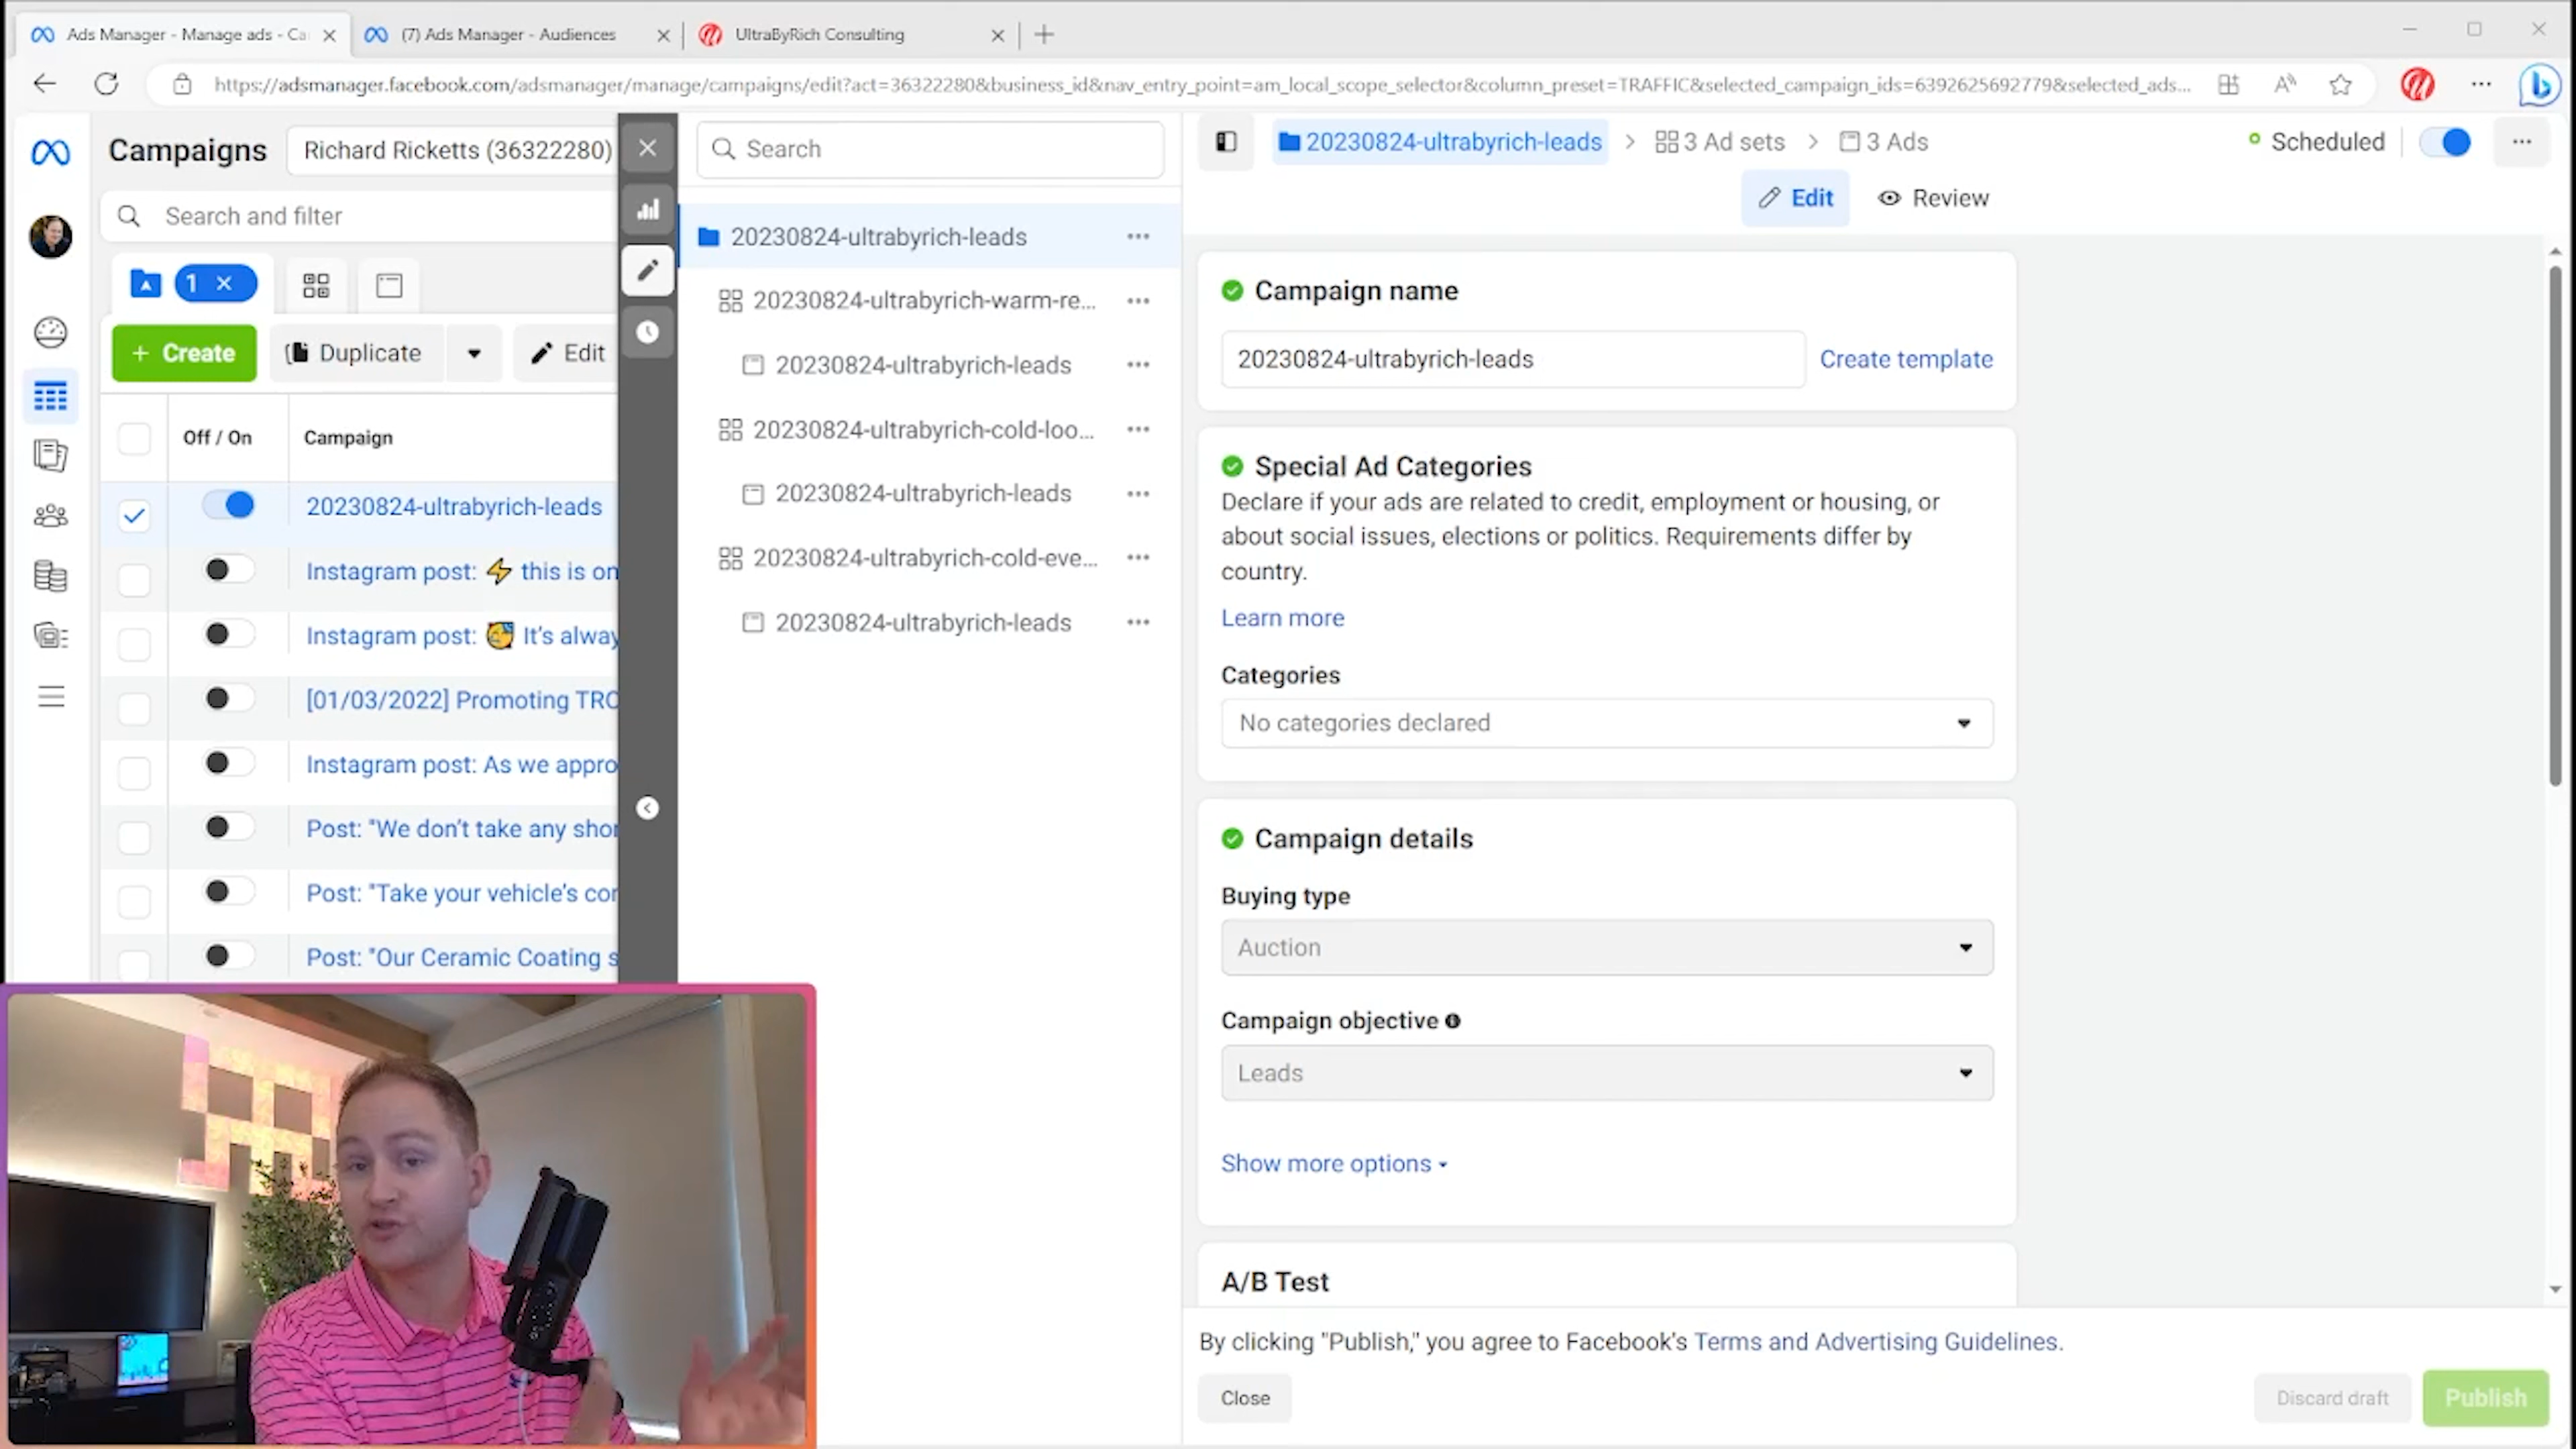 Ads Manager - Manage ads - Ca
(7) Ads Manager - Audiences
UltraByRich Consulting
https://adsmanager.facebook.com/adsmanager/manage/campaigns/edit?act=36322280&business_id&nav_entry_point=am_local_scope_selector&column_preset=TRAFFIC&selected_campaign_ids=6392625692779&selected_ads...
Campaigns
Richard Ricketts (36322280)
Search and filter
1
Create
Duplicate
Edit
Off / On
Campaign
20230824-ultrabyrich-leads
Instagram post: ⚡ this is on
Instagram post: 😴 It's alway
[01/03/2022] Promoting TRO
Instagram post: As we appro
Post: "We don't take any shor
Post: "Take your vehicle's cor
Post: "Our Ceramic Coating s
Search
20230824-ultrabyrich-leads
20230824-ultrabyrich-warm-re...
20230824-ultrabyrich-leads
20230824-ultrabyrich-cold-loo...
20230824-ultrabyrich-leads
20230824-ultrabyrich-cold-eve...
20230824-ultrabyrich-leads
20230824-ultrabyrich-leads
3 Ad sets
3 Ads
Scheduled
Edit
Review
Campaign name
20230824-ultrabyrich-leads
Create template
Special Ad Categories
Declare if your ads are related to credit, employment or housing, or
about social issues, elections or politics. Requirements differ by
country.
Learn more
Categories
No categories declared
Campaign details
Buying type
Auction
Campaign objective
Leads
Show more options
A/B Test
By clicking "Publish," you agree to Facebook's Terms and Advertising Guidelines.
Close
Discard draft
Publish